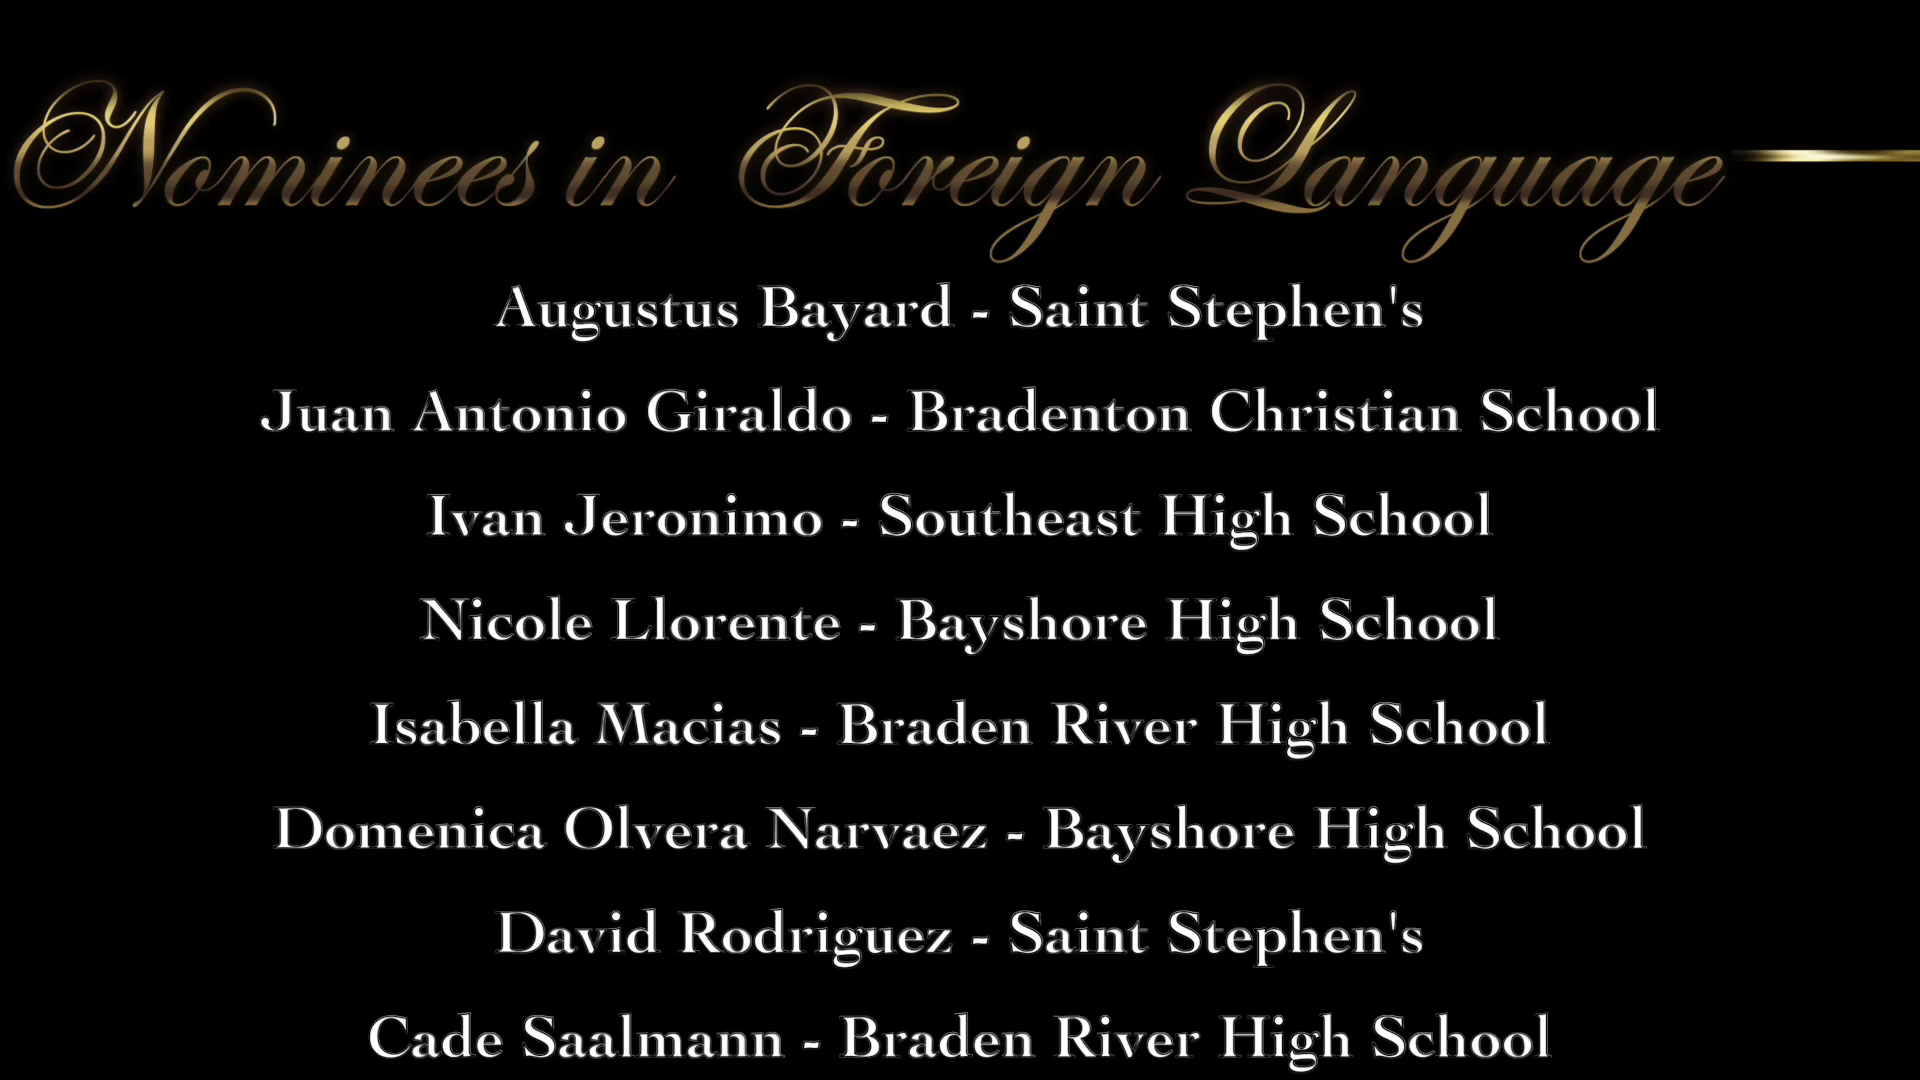 Nominees in Foreign Language
Augustus Bayard - Saint Stephen's
Juan Antonio Giraldo - Bradenton Christian School
Ivan Jeronimo - Southeast High School
Nicole Llorente - Bayshore High School
Isabella Macias - Braden River High School
Domenica Olvera Narvaez - Bayshore High School
David Rodriguez - Saint Stephen's
Cade Saalmann - Braden River High School